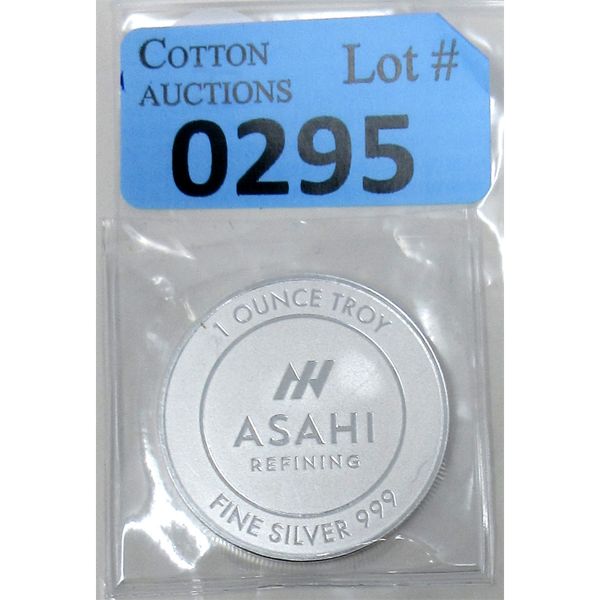 COTTON
AUCTIONS
Lot #
0295
1 OUNCE TROY
ASAHI
REFINING
FINE SILVER 999